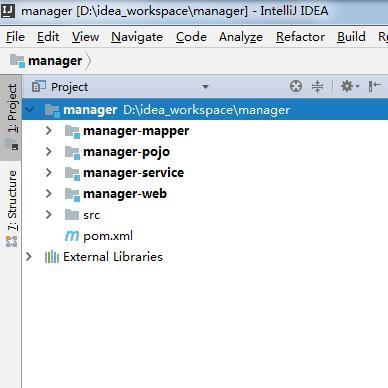 manager [D:\idea_workspace\manager] - IntelliJ IDEA
File Edit View Navigate Code Analyze Refactor Build R
manager
1: Project
Project
manager D:\idea_workspace\manager
manager-mapper
manager-pojo
manager-service
manager-web
src
m pom.xml
External Libraries
7: Structure